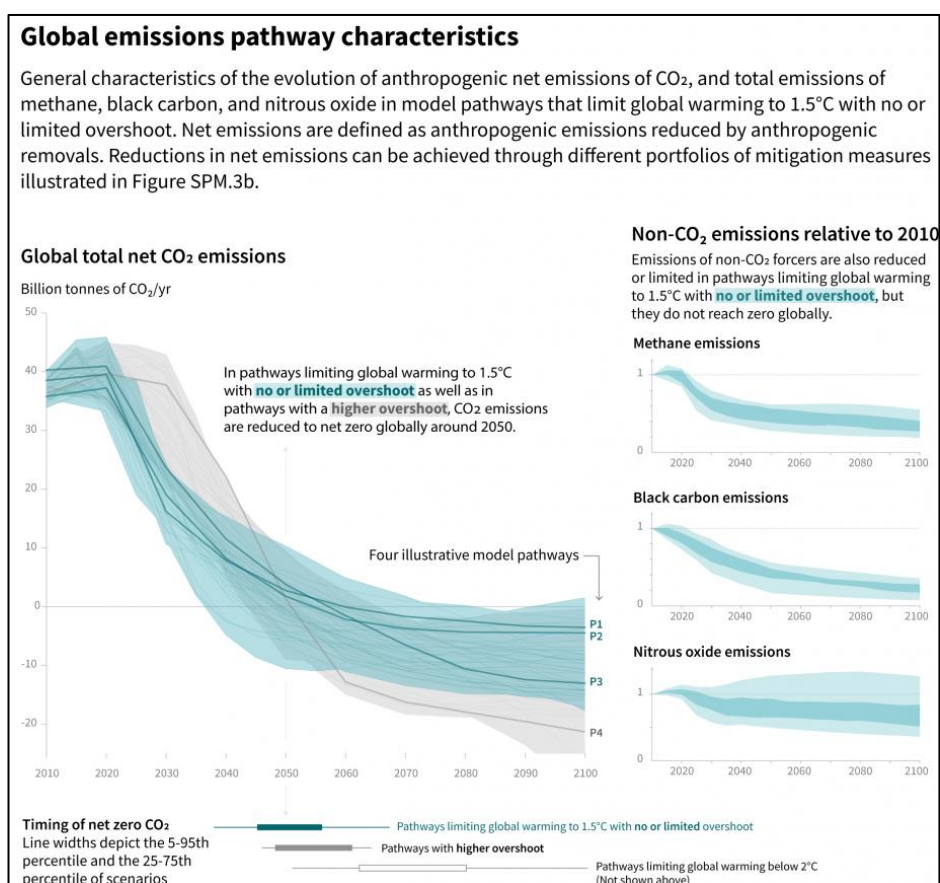 Global emissions pathway characteristics
General characteristics of the evolution of anthropogenic net emissions of CO₂, and total emissions of
methane, black carbon, and nitrous oxide in model pathways that limit global warming to 1.5°C with no or
limited overshoot. Net emissions are defined as anthropogenic emissions reduced by anthropogenic
removals. Reductions in net emissions can be achieved through different portfolios of mitigation measures
illustrated in Figure SPM.3b.
Global total net CO₂ emissions
Billion tonnes of CO₂/yr
50
40
30
20
10
0
-10
-20
2010 2020 2030 2040 2050 2060 2070 2080 2090 2100
In pathways limiting global warming to 1.5°C
with no or limited overshoot as well as in
pathways with a higher overshoot, CO₂ emissions
are reduced to net zero globally around 2050.
Four illustrative model pathways
P1
P2
P3
P4
Non-CO₂ emissions relative to 2010
Emissions of non-CO₂ forcers are also reduced
or limited in pathways limiting global warming
to 1.5°C with no or limited overshoot, but
they do not reach zero globally.
Methane emissions
1
0
2020 2040 2060 2080 2100
Black carbon emissions
1
0
2020 2040 2060 2080 2100
Nitrous oxide emissions
1
0
2020 2040 2060 2080 2100
Timing of net zero CO₂
Line widths depict the 5-95th
percentile and the 25-75th
percentile of scenarios
Pathways limiting global warming to 1.5°C with no or limited overshoot
Pathways with higher overshoot
Pathways limiting global warming below 2°C
(Not shown above)